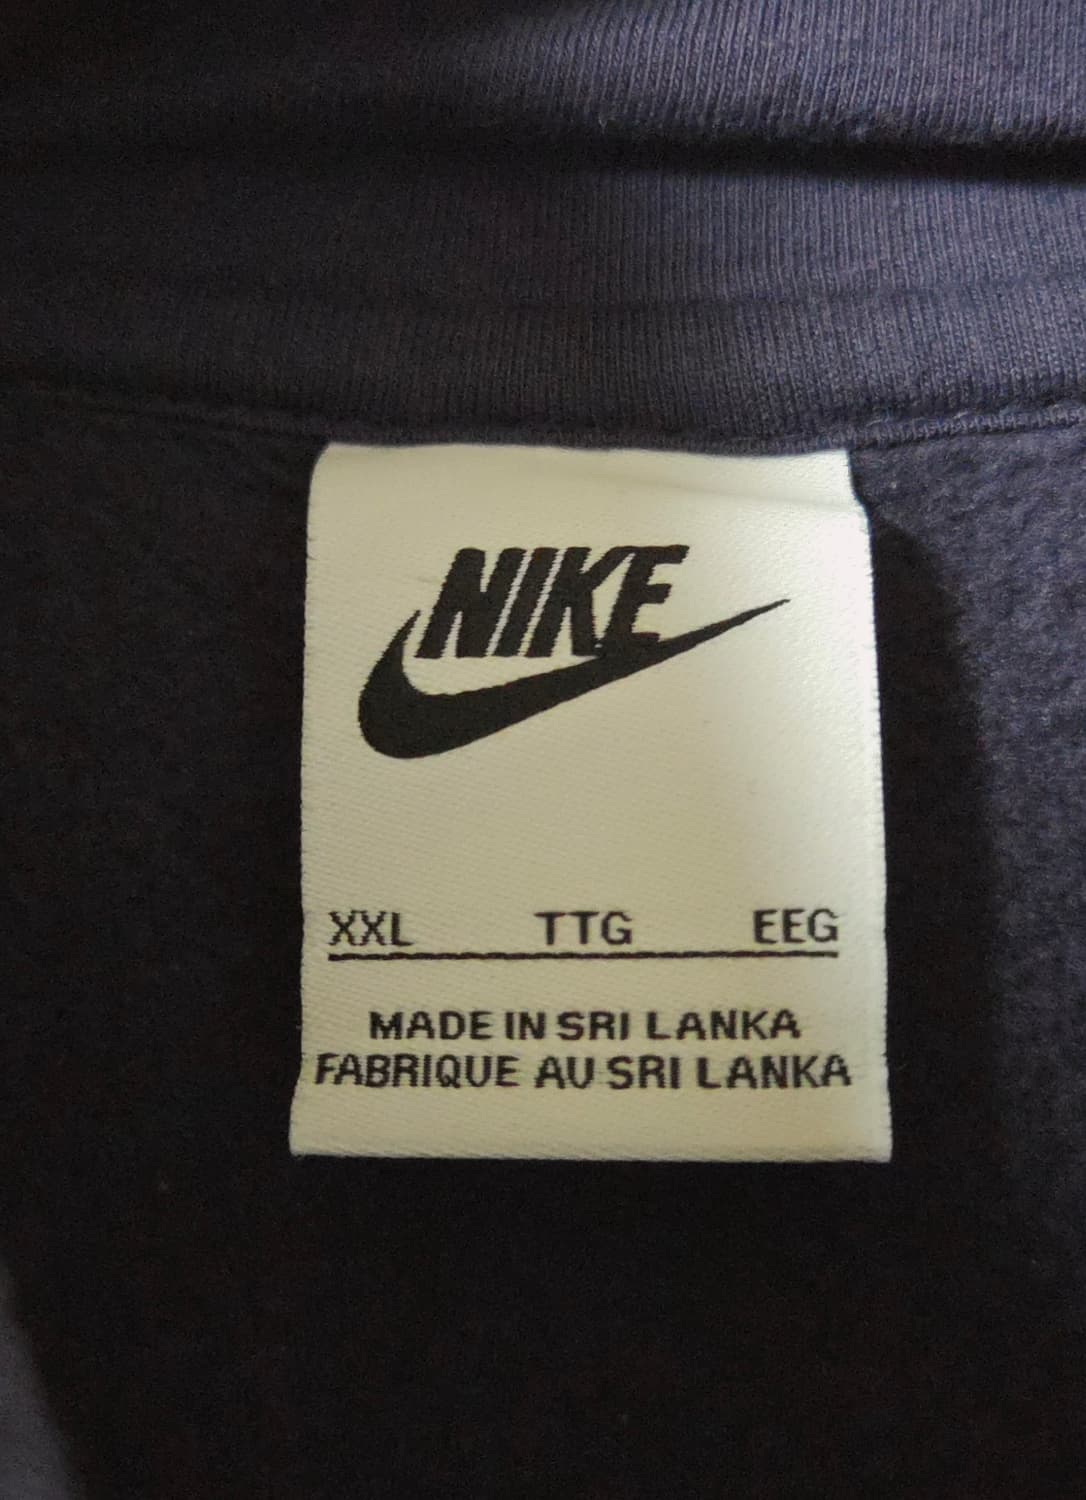 NIKE
XXL TTG EEG
MADE IN SRI LANKA
FABRIQUE AU SRI LANKA